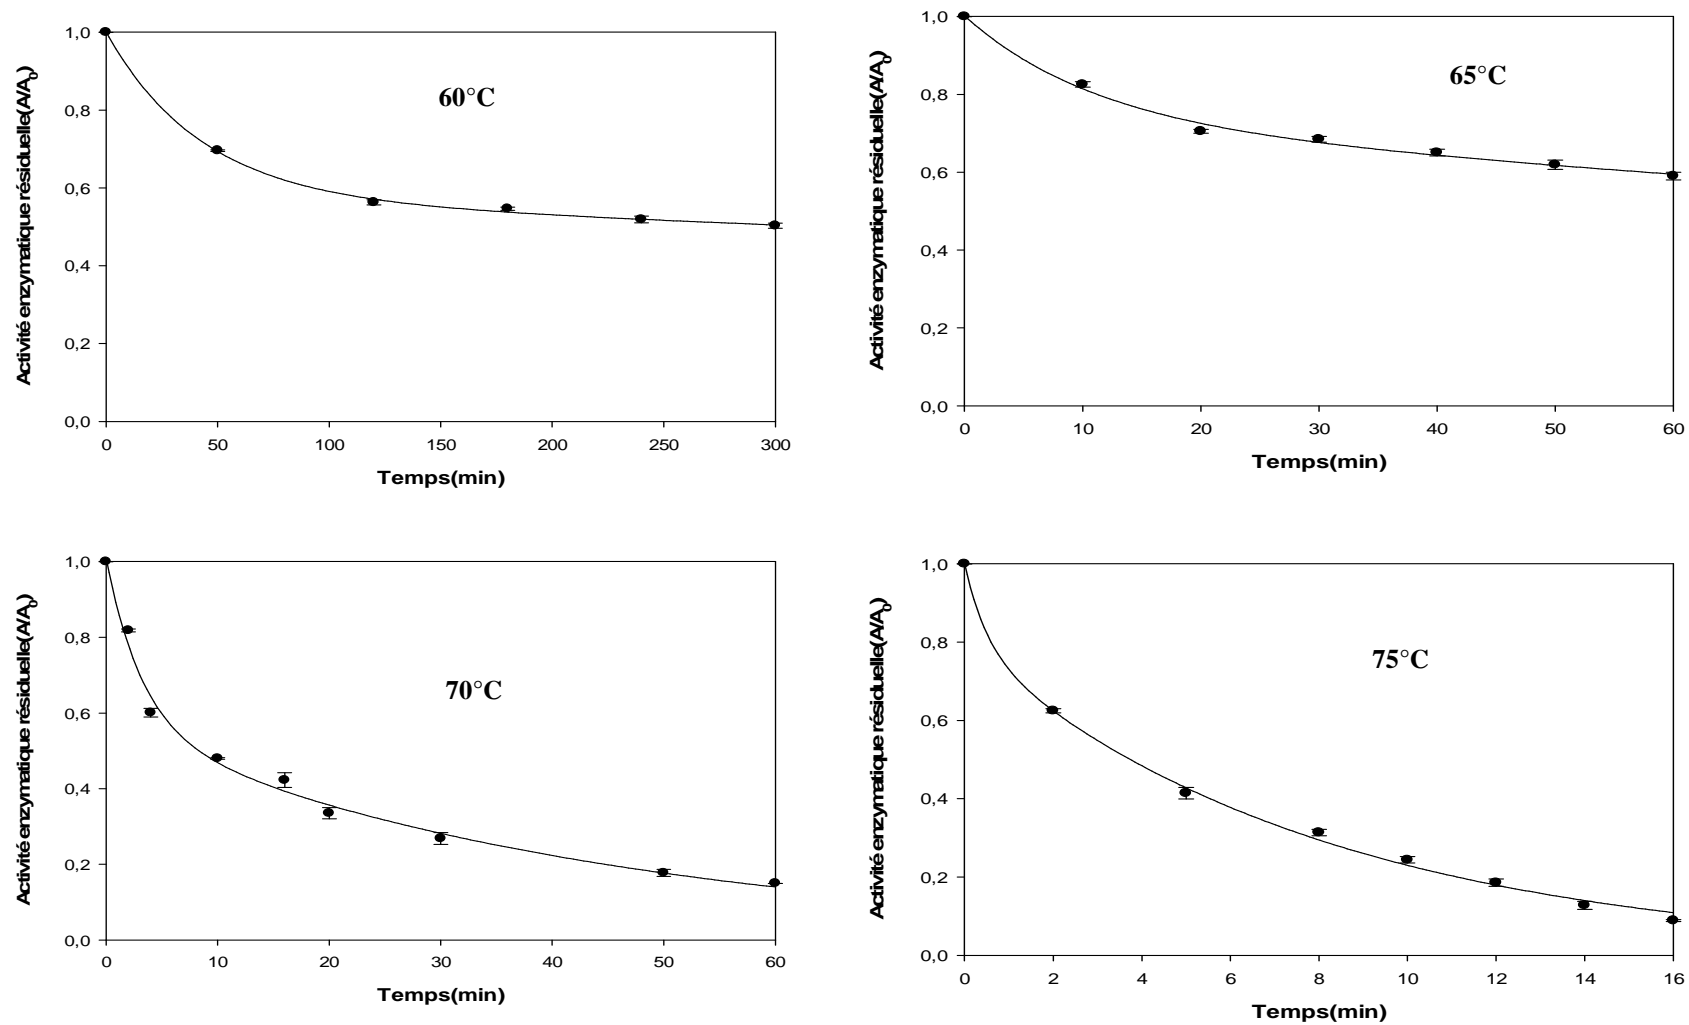 Activité enzymatique résiduelle(A/A0)
1,0
0,8
0,6
0,4
0,2
0,0
60°C
0 50 100 150 200 250 300
Temps(min)
Activité enzymatique résiduelle(A/A0)
1,0
0,8
0,6
0,4
0,2
0,0
65°C
0 10 20 30 40 50 60
Temps(min)
Activité enzymatique résiduelle(A/A0)
1,0
0,8
0,6
0,4
0,2
0,0
70°C
0 10 20 30 40 50 60
Temps(min)
Activité enzymatique résiduelle(A/A0)
1,0
0,8
0,6
0,4
0,2
0,0
75°C
0 2 4 6 8 10 12 14 16
Temps(min)